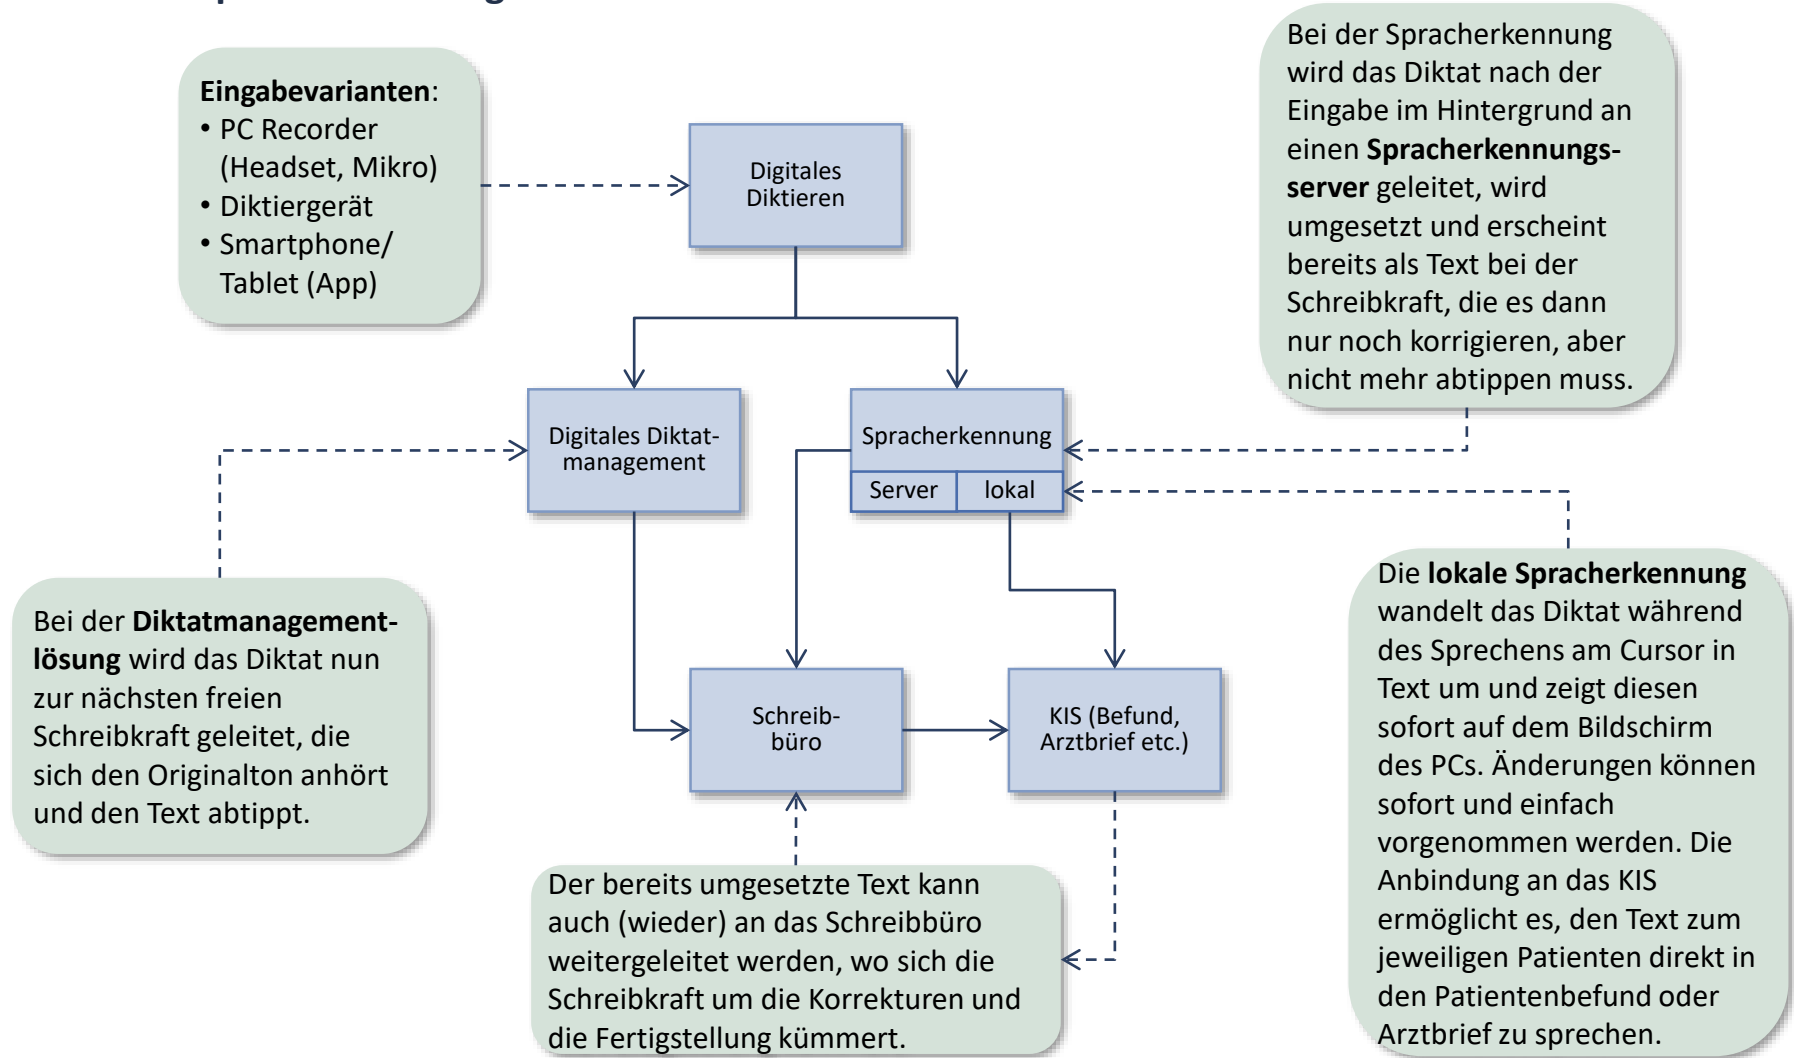 Eingabevarianten:
• PC Recorder
(Headset, Mikro)
• Diktiergerät
• Smartphone/
Tablet (App)
Digitales
Diktieren
Bei der Spracherkennung
wird das Diktat nach der
Eingabe im Hintergrund an
einen Spracherkennungs-
server geleitet, wird
umgesetzt und erscheint
bereits als Text bei der
Schreibkraft, die es dann
nur noch korrigieren, aber
nicht mehr abtippen muss.
Digitales Diktat-
management
Spracherkennung
Server
lokal
Bei der Diktatmanagement-
lösung wird das Diktat nun
zur nächsten freien
Schreibkraft geleitet, die
sich den Originalton anhört
und den Text abtippt.
Schreib-
büro
KIS (Befund,
Arztbrief etc.)
Die lokale Spracherkennung
wandelt das Diktat während
des Sprechens am Cursor in
Text um und zeigt diesen
sofort auf dem Bildschirm
des PCs. Änderungen können
sofort und einfach
vorgenommen werden. Die
Anbindung an das KIS
ermöglicht es, den Text zum
jeweiligen Patienten direkt in
den Patientenbefund oder
Arztbrief zu sprechen.
Der bereits umgesetzte Text kann
auch (wieder) an das Schreibbüro
weitergeleitet werden, wo sich die
Schreibkraft um die Korrekturen und
die Fertigstellung kümmert.